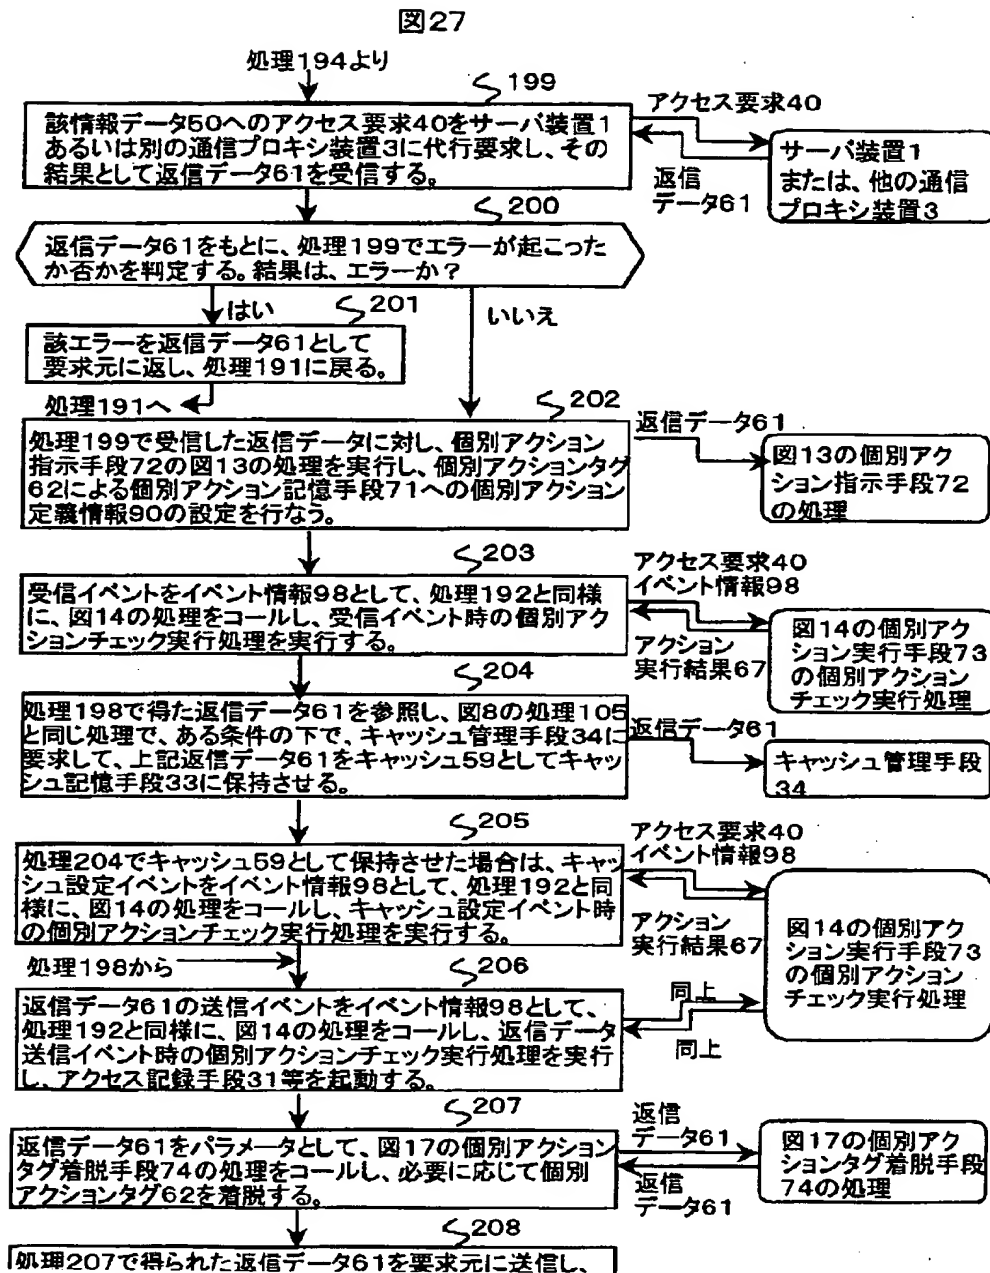 図27
処理194より
199
該情報データ50へのアクセス要求40をサーバ装置1
あるいは別の通信プロキシ装置3に代行要求し、その
結果として返信データ61を受信する。
アクセス要求40
返信
データ61
サーバ装置1
または、他の通信
プロキシ装置3
200
返信データ61をもとに、処理199でエラーが起こった
か否かを判定する。結果は、エラーか？
はい
いいえ
201
該エラーを返信データ61として
要求元に返し、処理191に戻る。
処理191へ
202
処理199で受信した返信データに対し、個別アクション
指示手段72の図13の処理を実行し、個別アクションタグ
62による個別アクション記憶手段71への個別アクション
定義情報90の設定を行なう。
返信データ61
図13の個別アク
ション指示手段72
の処理
203
受信イベントをイベント情報98として、処理192と同様
に、図14の処理をコールし、受信イベント時の個別アク
ションチェック実行処理を実行する。
アクセス要求40
イベント情報98
アクション
実行結果67
図14の個別アク
ション実行手段73
の個別アクション
チェック実行処理
204
処理198で得た返信データ61を参照し、図8の処理105
と同じ処理で、ある条件の下で、キャッシュ管理手段34に
要求して、上記返信データ61をキャッシュ59としてキャッ
シュ記憶手段33に保持させる。
返信データ61
キャッシュ管理手段
34
205
処理204でキャッシュ59として保持させた場合は、キャッ
シュ設定イベントをイベント情報98として、処理192と同
様に、図14の処理をコールし、キャッシュ設定イベント時
の個別アクションチェック実行処理を実行する。
アクセス要求40
イベント情報98
アクション
実行結果67
図14の個別アク
ション実行手段73
の個別アクション
チェック実行処理
処理198から
206
返信データ61の送信イベントをイベント情報98として、
処理192と同様に、図14の処理をコールし、返信データ
送信イベント時の個別アクションチェック実行処理を実行
し、アクセス記録手段31等を起動する。
同上
同上
207
返信データ61をパラメータとして、図17の個別アクション
タグ着脱手段74の処理をコールし、必要に応じて個別
アクションタグ62を着脱する。
返信
データ61
返信
データ61
図17の個別アク
ションタグ着脱手段
74の処理
208
処理207で得られた返信データ61を要求元に送信し、